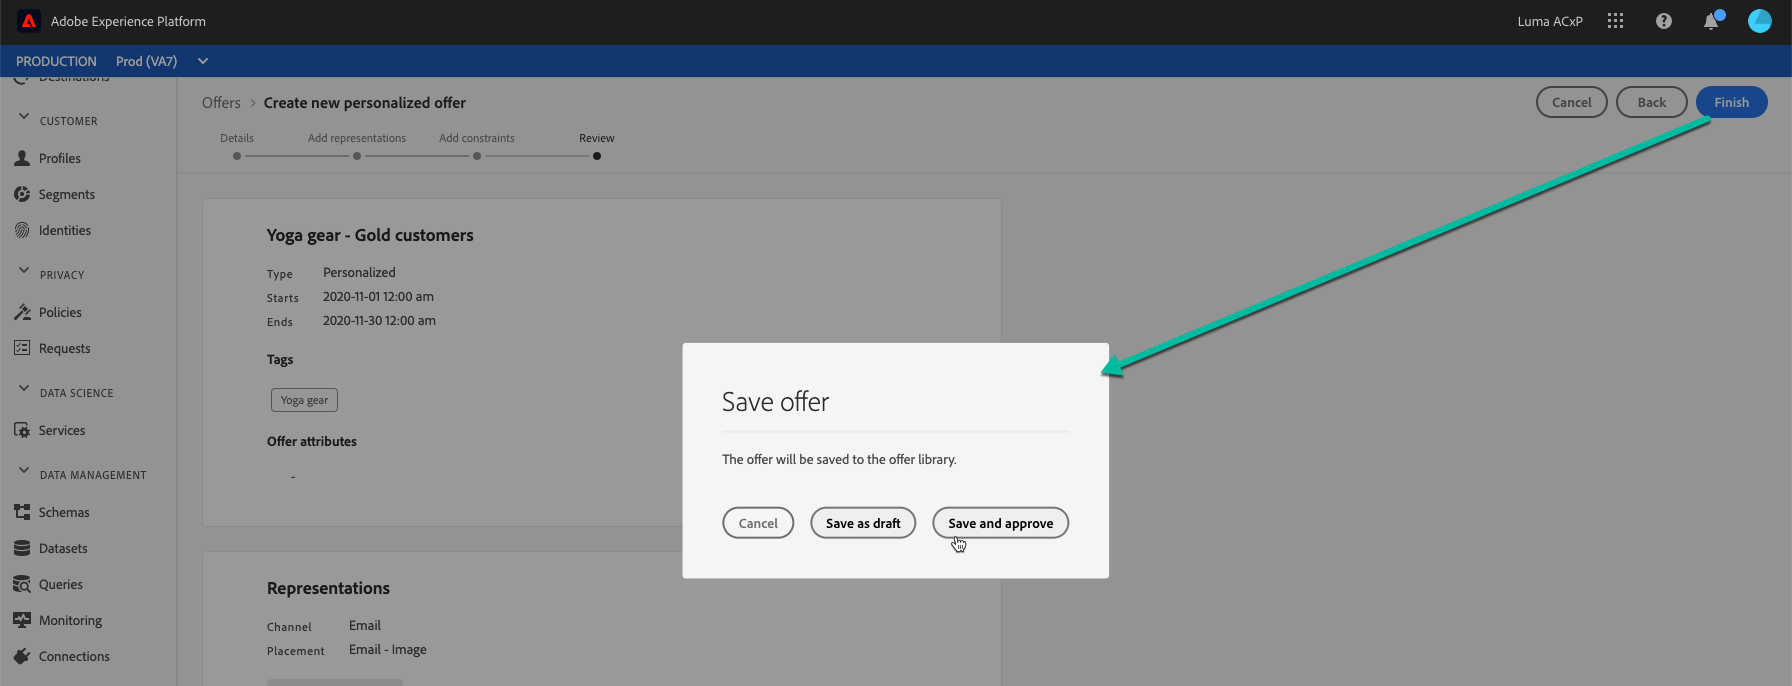 Adobe Experience Platform
Luma ACxP
PRODUCTION Prod (VA7)
Destinations
CUSTOMER
Profiles
Segments
Identities
PRIVACY
Policies
Requests
DATA SCIENCE
Services
DATA MANAGEMENT
Schemas
Datasets
Queries
Monitoring
Connections
Offers > Create new personalized offer
Cancel Back Finish
Details Add representations Add constraints Review
Yoga gear - Gold customers
Type Personalized
Starts 2020-11-01 12:00 am
Ends 2020-11-30 12:00 am
Tags
Yoga gear
Offer attributes
-
Representations
Channel Email
Placement Email - Image
Save offer
The offer will be saved to the offer library.
Cancel Save as draft Save and approve